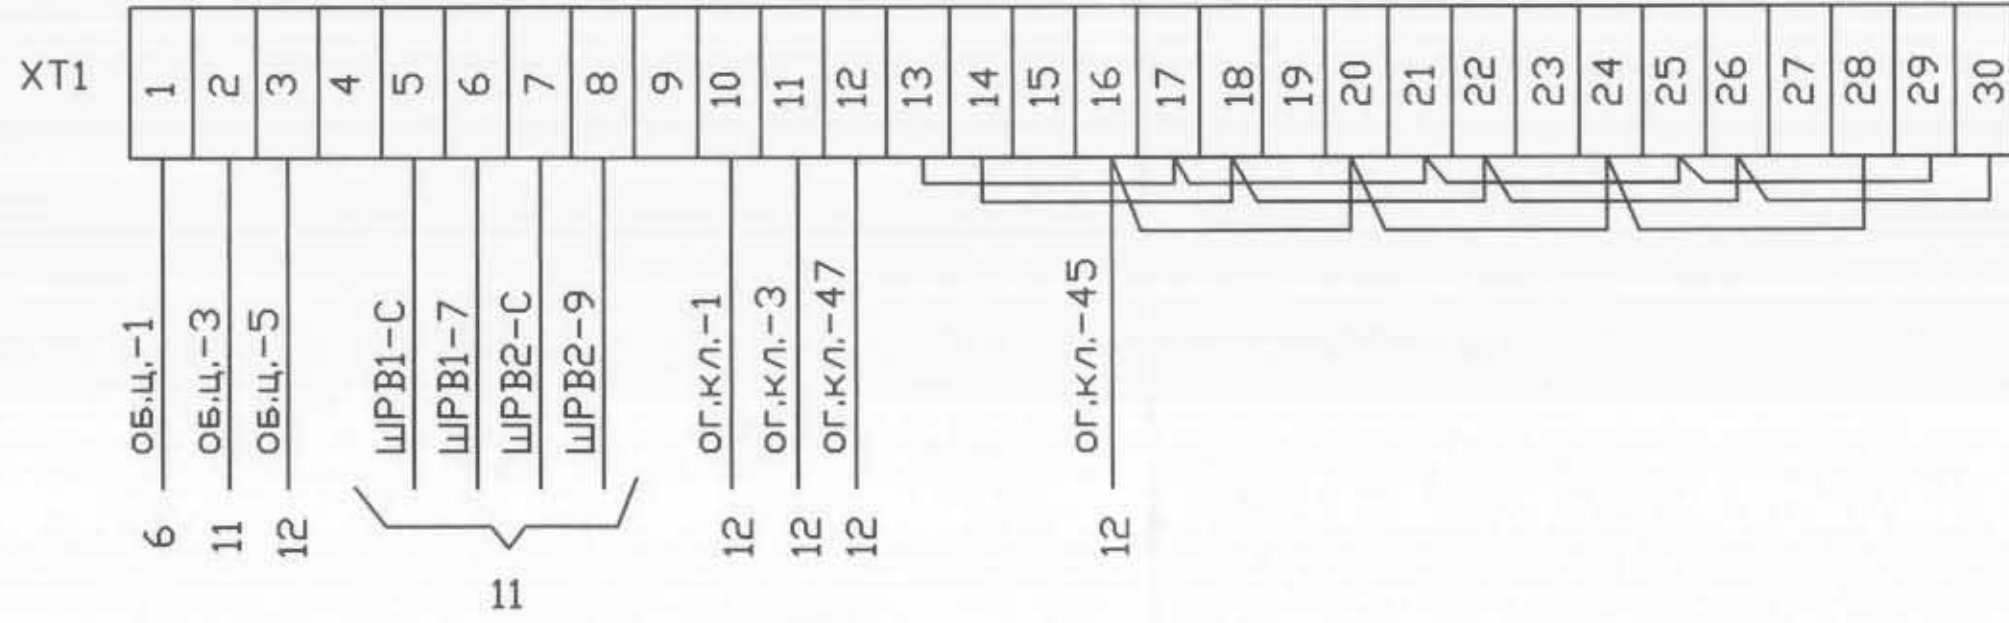 XT1 1 2 3 4 5 6 7 8 9 10 11 12 13 14 15 16 17 18 19 20 21 22 23 24 25 26 27 28 29 30
об.ц.-1
об.ц.-3
об.ц.-5
ШРВ1-С
ШРВ1-7
ШРВ2-С
ШРВ2-9
ог.кл.-1
ог.кл.-3
ог.кл.-47
ог.кл.-45
6 11 12 12 12 12 12
11